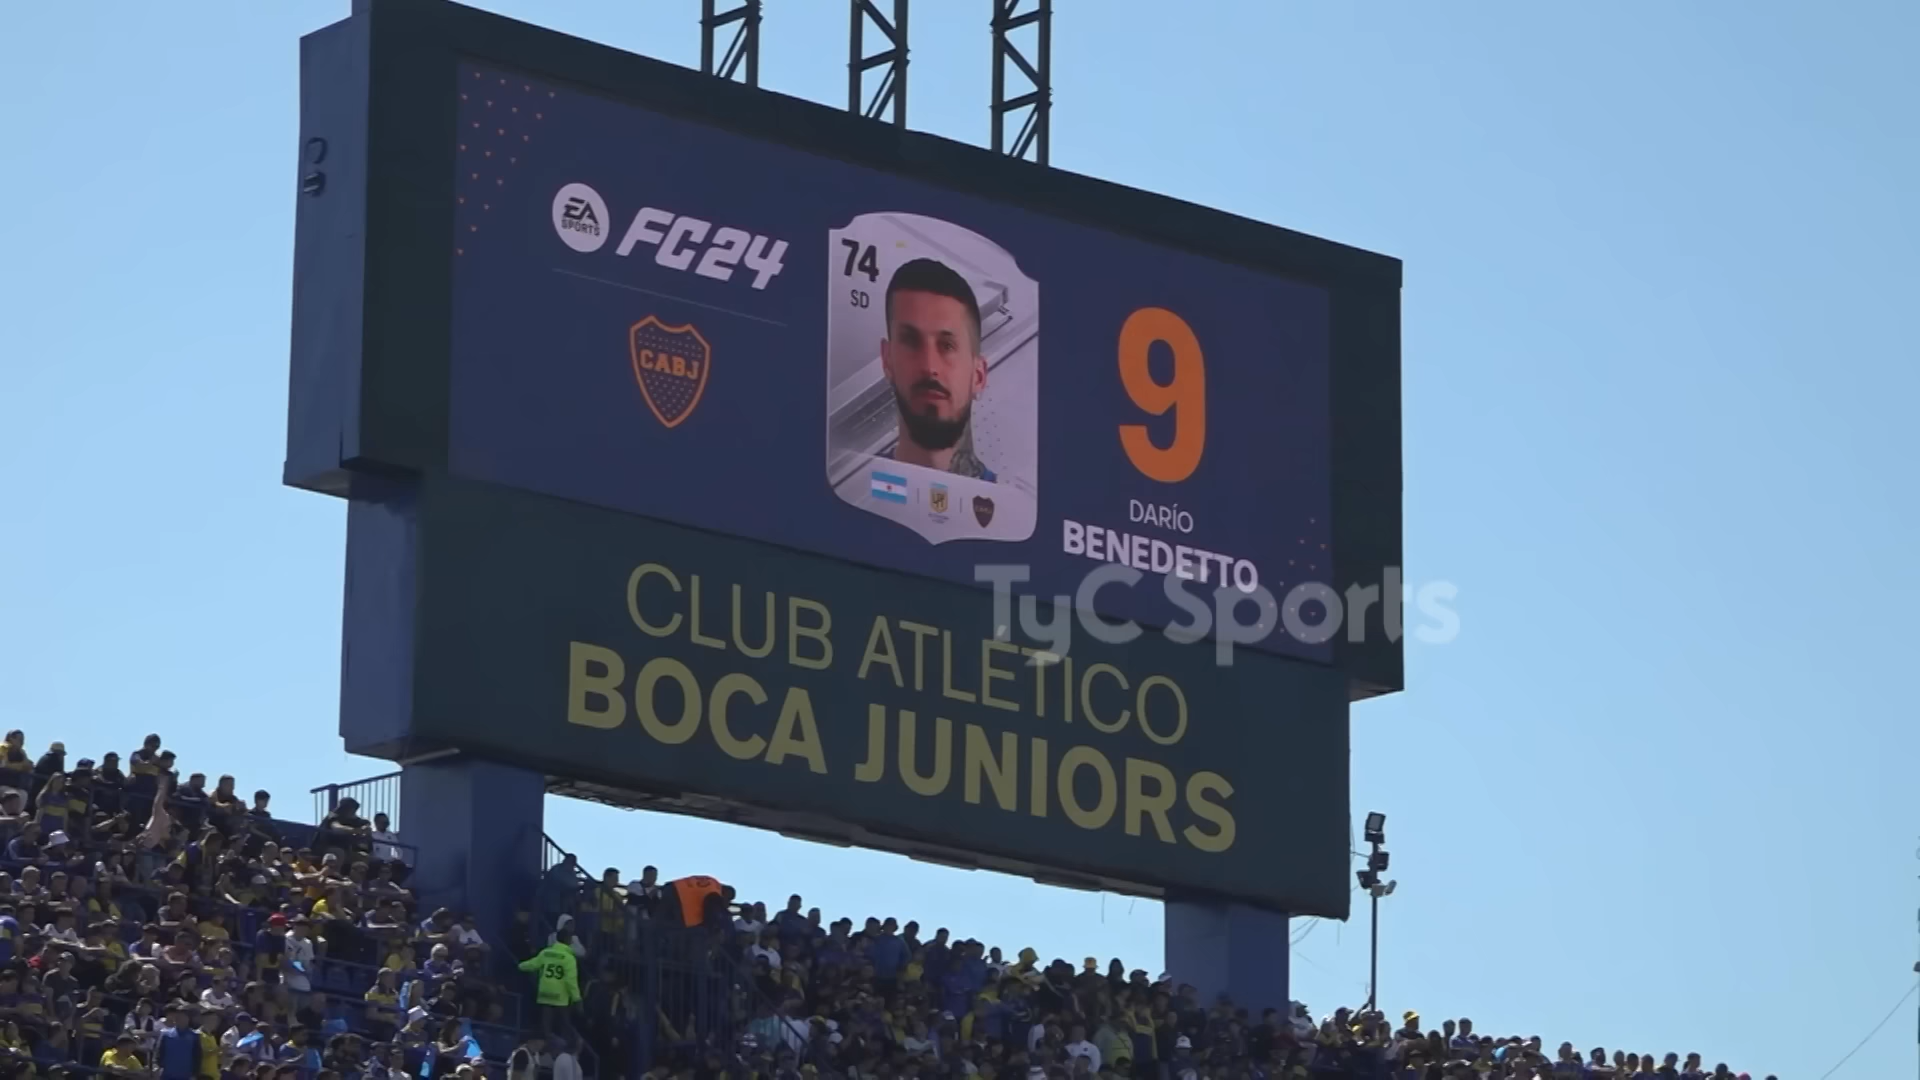 EA
SPORTS
FC24
CABJ
74
SD
9
DARÍO
BENEDETTO
TyC Sports
CLUB ATLÉTICO
BOCA JUNIORS
159